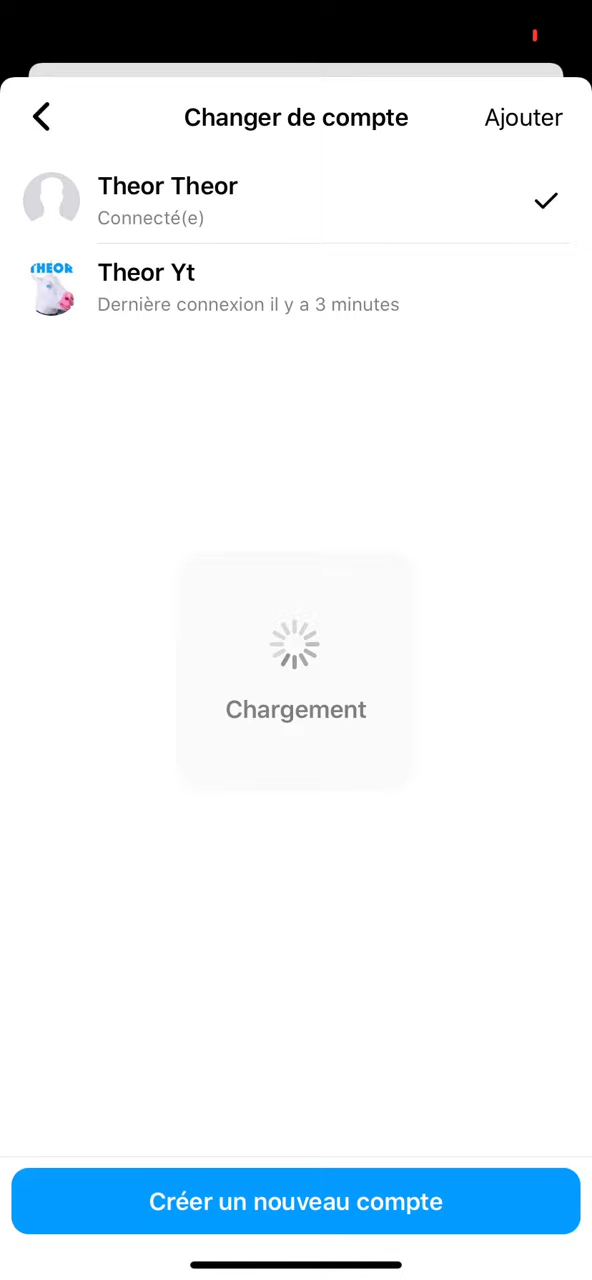 Changer de compte
Ajouter
Theor Theor
Connecté(e)
THEOR
Theor Yt
Dernière connexion il y a 3 minutes
Chargement
Créer un nouveau compte